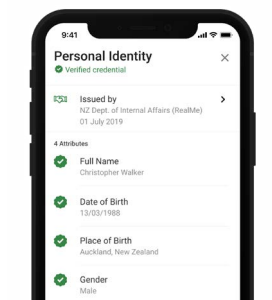 9:41
Personal Identity
Verified credential
Issued by
NZ Dept. of Internal Affairs (RealMe)
01 July 2019
4 Attributes
Full Name
Christopher Walker
Date of Birth
13/03/1988
Place of Birth
Auckland, New Zealand
Gender
Male